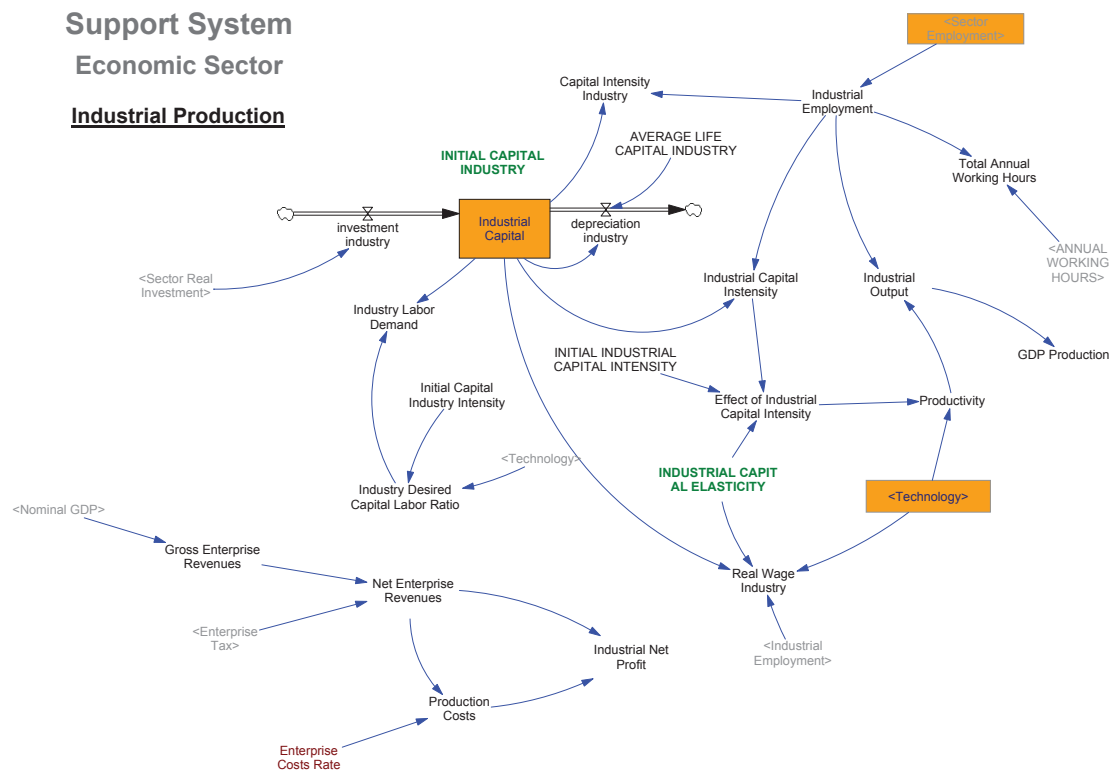 Support System
Economic Sector
Industrial Production
<Sector
Employment>
Capital Intensity
Industry
Industrial
Employment
AVERAGE LIFE
CAPITAL INDUSTRY
INITIAL CAPITAL
INDUSTRY
Total Annual
Working Hours
investment
industry
Industrial
Capital
depreciation
industry
<Sector Real
Investment>
<ANNUAL
WORKING
HOURS>
Industrial Capital
Instensity
Industrial
Output
Industry Labor
Demand
GDP Production
INITIAL INDUSTRIAL
CAPITAL INTENSITY
Initial Capital
Industry Intensity
Effect of Industrial
Capital Intensity
Productivity
<Technology>
INDUSTRIAL CAPIT
AL ELASTICITY
Industry Desired
Capital Labor Ratio
<Technology>
<Nominal GDP>
Gross Enterprise
Revenues
Net Enterprise
Revenues
Real Wage
Industry
<Enterprise
Tax>
Industrial Net
Profit
<Industrial
Employment>
Production
Costs
Enterprise
Costs Rate